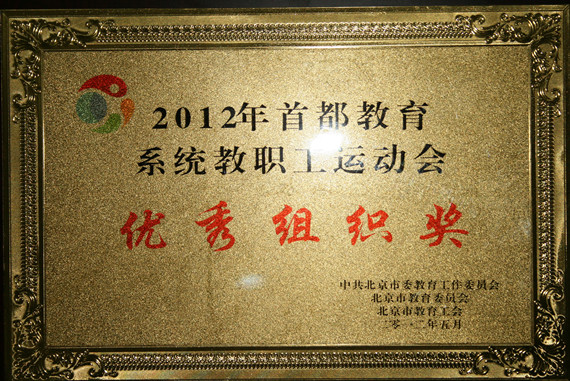 2012年首都教育
系统教职工运动会
优秀组织奖
中共北京市委教育工作委员会
北京市教育委员会
北京市教育工会
二零一二年五月